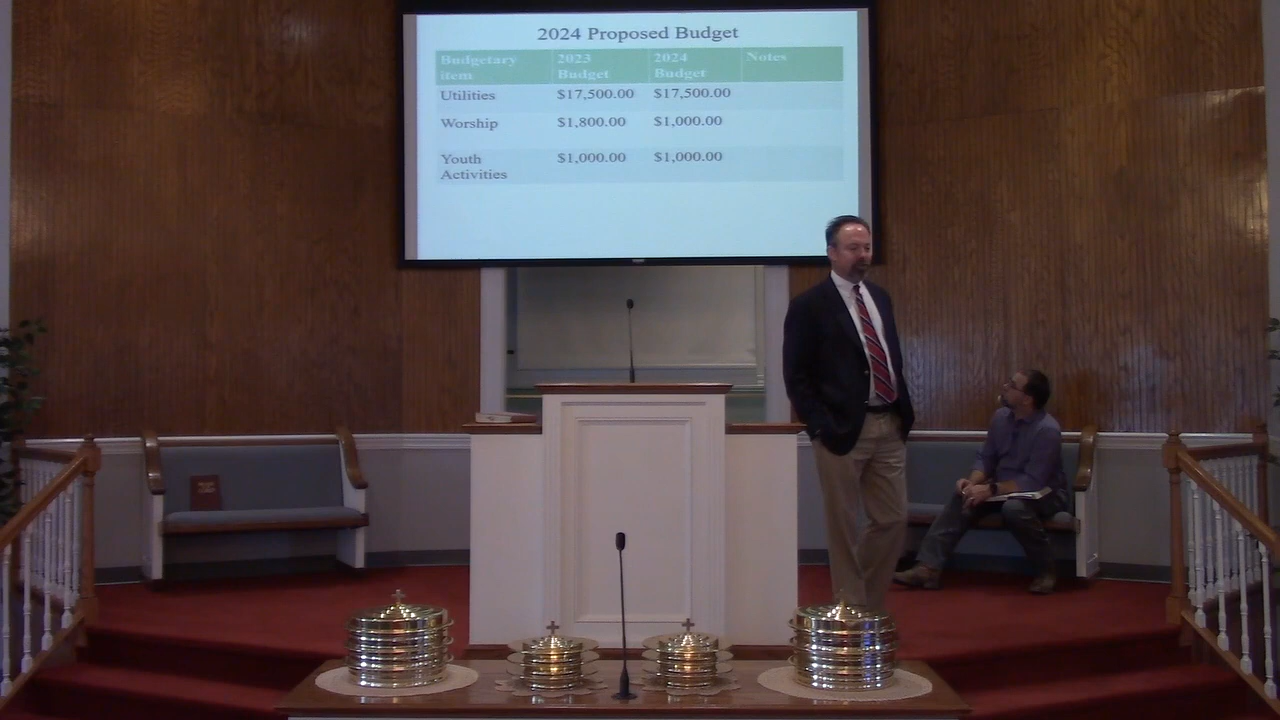 2024 Proposed Budget
Budgetary item 2023 Budget 2024 Budget Notes
Utilities $17,500.00 $17,500.00
Worship $1,800.00 $1,000.00
Youth Activities $1,000.00 $1,000.00